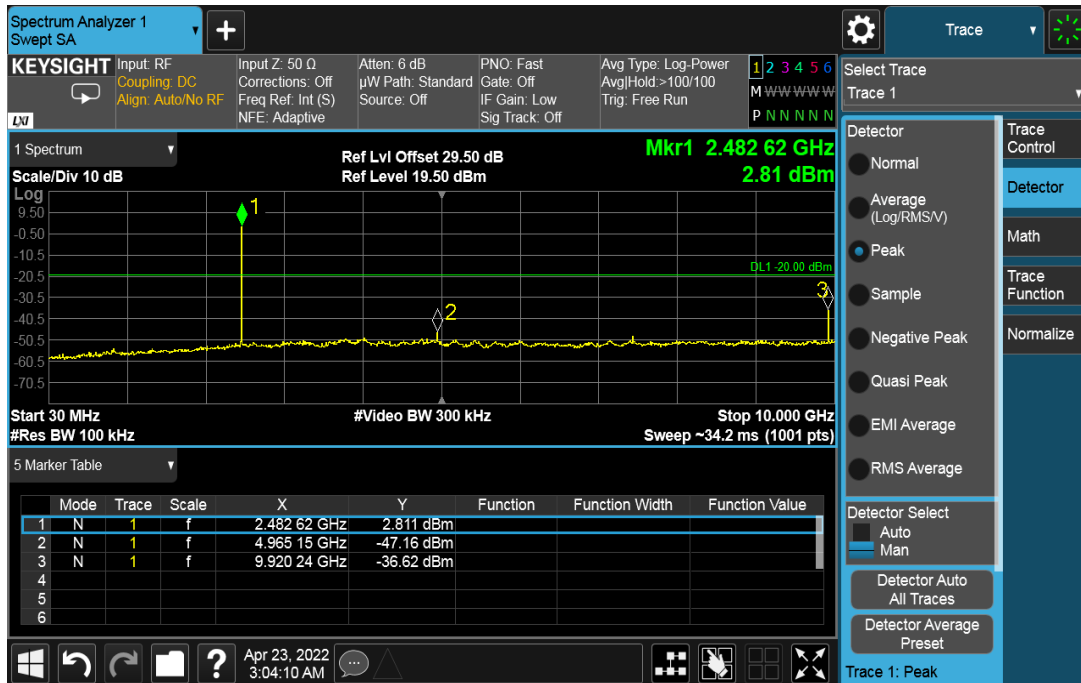 Spectrum Analyzer 1
Swept SA
+
Trace
KEYSIGHT
LXI
Input: RF
Coupling: DC
Align: Auto/No RF
Input Z: 50 Ω
Corrections: Off
Freq Ref: Int (S)
NFE: Adaptive
Atten: 6 dB
µW Path: Standard
Source: Off
PNO: Fast
Gate: Off
IF Gain: Low
Sig Track: Off
Avg Type: Log-Power
Avg|Hold:>100/100
Trig: Free Run
1 2 3 4 5 6
M W W W W W
P N N N N N
1 Spectrum
Scale/Div 10 dB
Ref Lvl Offset 29.50 dB
Ref Level 19.50 dBm
Mkr1 2.482 62 GHz
2.81 dBm
Log
9.50
-0.50
-10.5
-20.5
-30.5
-40.5
-50.5
-60.5
-70.5
1
2
3
DL1 -20.00 dBm
Start 30 MHz
#Res BW 100 kHz
#Video BW 300 kHz
Stop 10.000 GHz
Sweep ~34.2 ms (1001 pts)
5 Marker Table
Mode Trace Scale X Y Function Function Width Function Value
1 N 1 f 2.482 62 GHz 2.811 dBm
2 N 1 f 4.965 15 GHz -47.16 dBm
3 N 1 f 9.920 24 GHz -36.62 dBm
4
5
6
?
Apr 23, 2022
3:04:10 AM
Select Trace
Trace 1
Detector
Normal
Average
(Log/RMS/V)
Peak
Sample
Negative Peak
Quasi Peak
EMI Average
RMS Average
Detector Select
Auto
Man
Detector Auto
All Traces
Detector Average
Preset
Trace 1: Peak
Trace
Control
Detector
Math
Trace
Function
Normalize